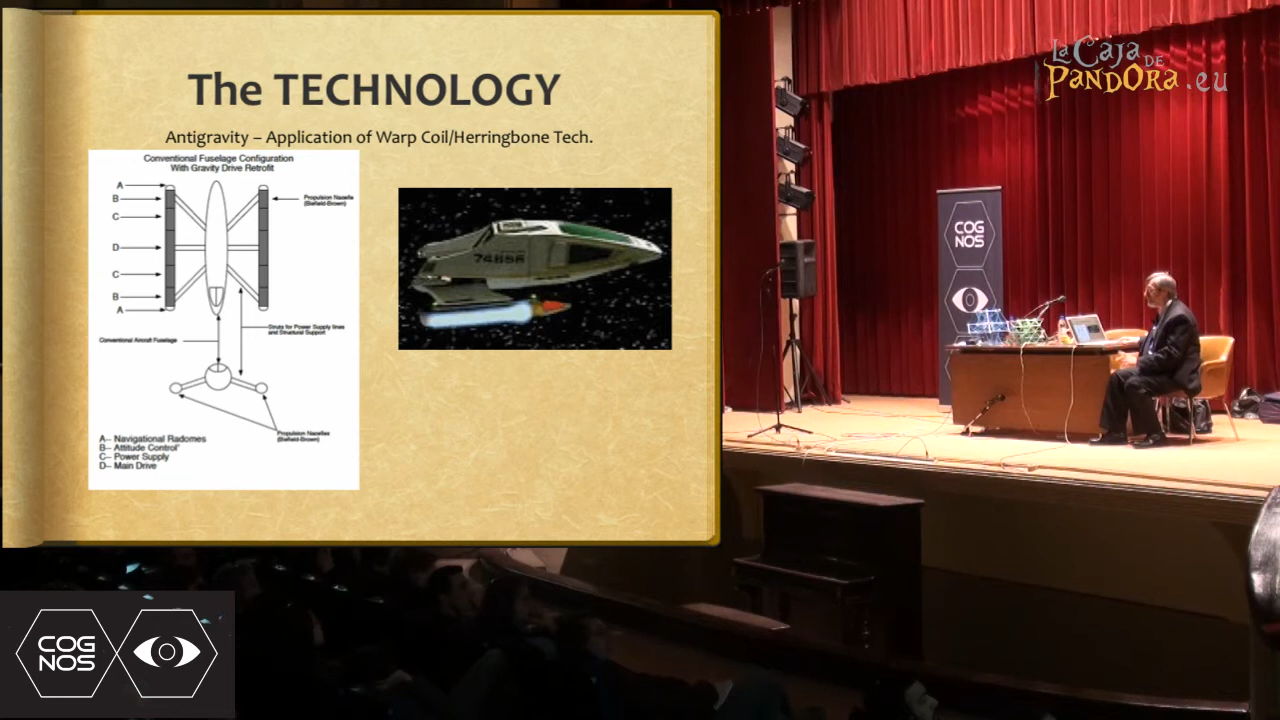 The TECHNOLOGY
Antigravity – Application of Warp Coil/Herringbone Tech.
Conventional Fuselage Configuration
With Gravity Drive Retrofit
A
B
C
D
C
B
A
Propulsion Nacelle
(Biefield-Brown)
Struts for Power Supply lines
and Structural Support
Conventional Aircraft Fuselage
Propulsion Nacelles
(Biefield-Brown)
A-- Navigational Radomes
B-- Attitude Control
C-- Power Supply
D-- Main Drive
74656
La Caja
DE
PANDORA.eu
COG
NOS
COG
NOS